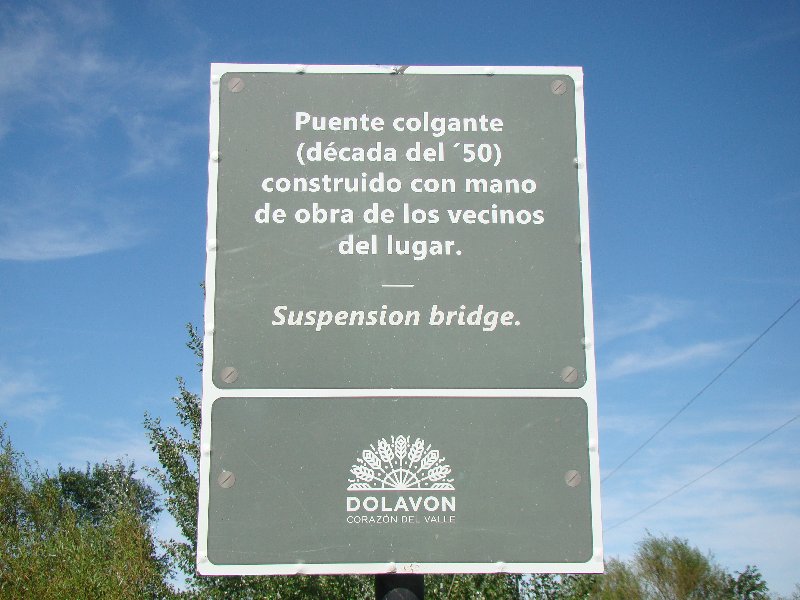 Puente colgante
(década del ´50)
construido con mano
de obra de los vecinos
del lugar.
Suspension bridge.
DOLAVON
CORAZÓN DEL VALLE